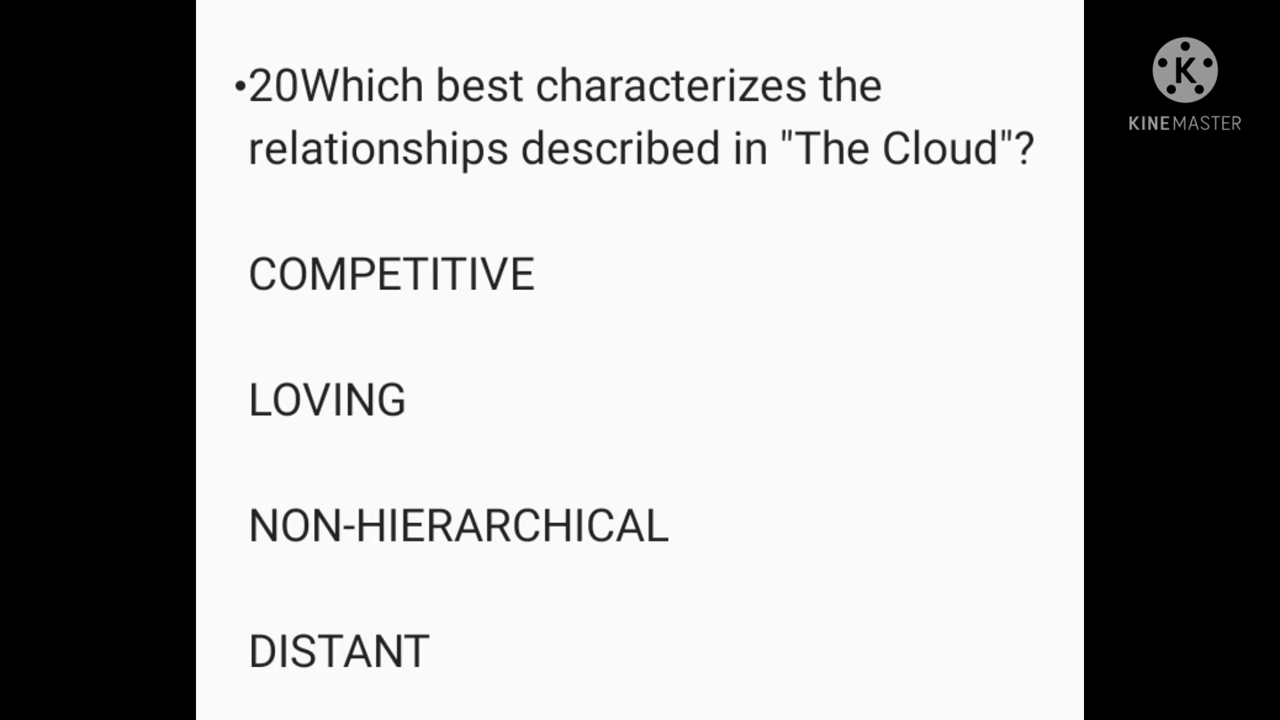 •20Which best characterizes the
relationships described in "The Cloud"?
COMPETITIVE
LOVING
NON-HIERARCHICAL
DISTANT
K
KINEMASTER